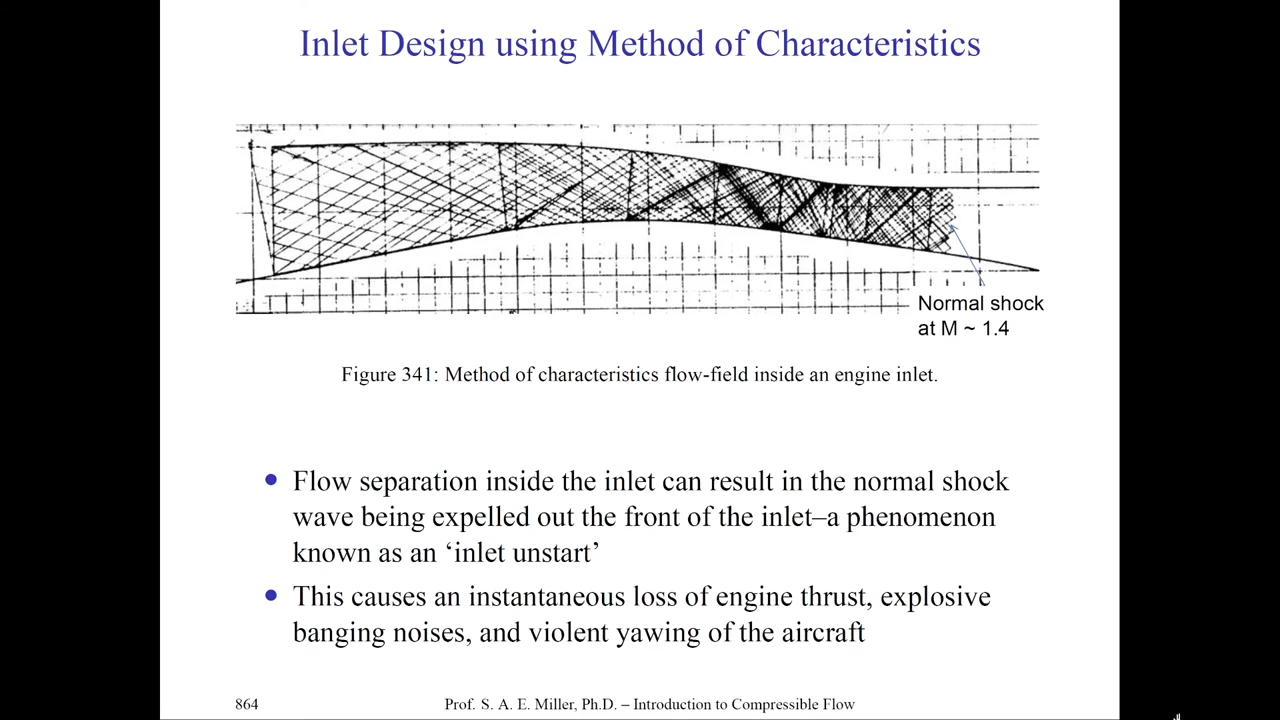 Inlet Design using Method of Characteristics
Normal shock
at M ~ 1.4
Figure 341: Method of characteristics flow-field inside an engine inlet.
Flow separation inside the inlet can result in the normal shock
wave being expelled out the front of the inlet–a phenomenon
known as an ‘inlet unstart’
This causes an instantaneous loss of engine thrust, explosive
banging noises, and violent yawing of the aircraft
864
Prof. S. A. E. Miller, Ph.D. – Introduction to Compressible Flow